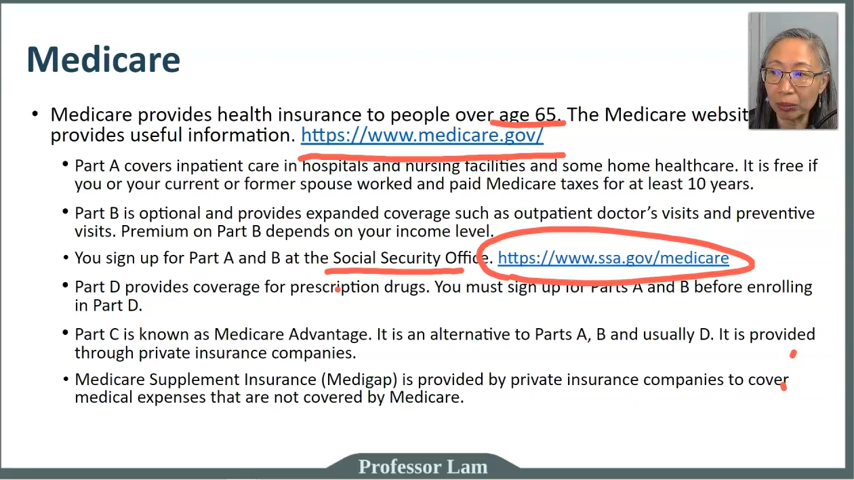 Medicare
• Medicare provides health insurance to people over age 65. The Medicare
provides useful information. https://www.medicare.gov/
• Part A covers inpatient care in hospitals and nursing facilities and some home healthcare. It is free if
you or your current or former spouse worked and paid Medicare taxes for at least 10 years.
• Part B is optional and provides expanded coverage such as outpatient doctor's visits and preventive
visits. Premium on Part B depends on your income level.
• You sign up for Part A and B at the Social Security Office. https://www.ssa.gov/medicare
• Part D provides coverage for prescription drugs. You must sign up for Parts A and B before enrolling
in Part D.
• Part C is known as Medicare Advantage. It is an alternative to Parts A, B and usually D. It is provided
through private insurance companies.
• Medicare Supplement Insurance (Medigap) is provided by private insurance companies to cover
medical expenses that are not covered by Medicare.
Professor Lam